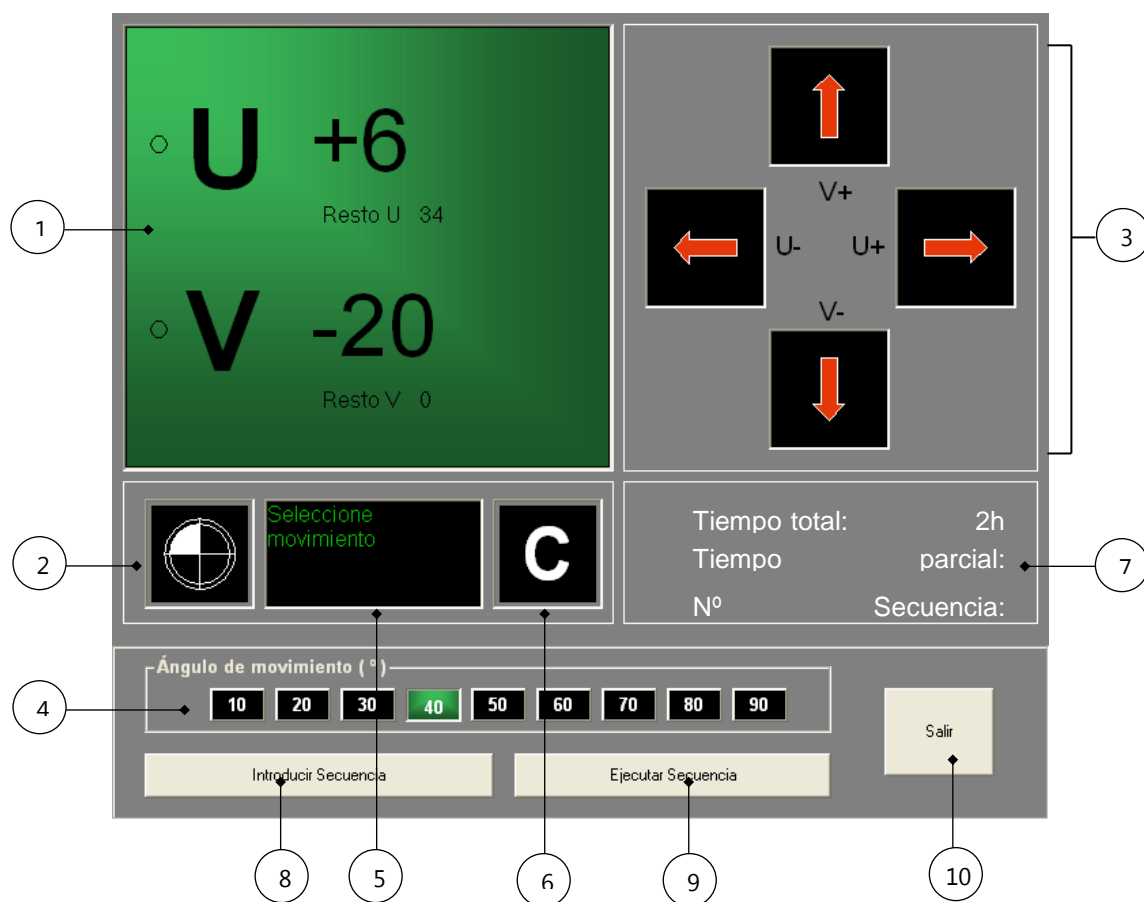 U +6
Resto U 34
V -20
Resto V 0
V+
U- U+
V-
1
3
Seleccione
movimiento
C
2
Tiempo total: 2h
Tiempo parcial:
Nº Secuencia:
7
Ángulo de movimiento ( º)
10 20 30 40 50 60 70 80 90
4
Salir
Introducir Secuencia
Ejecutar Secuencia
8
5
6
9
10